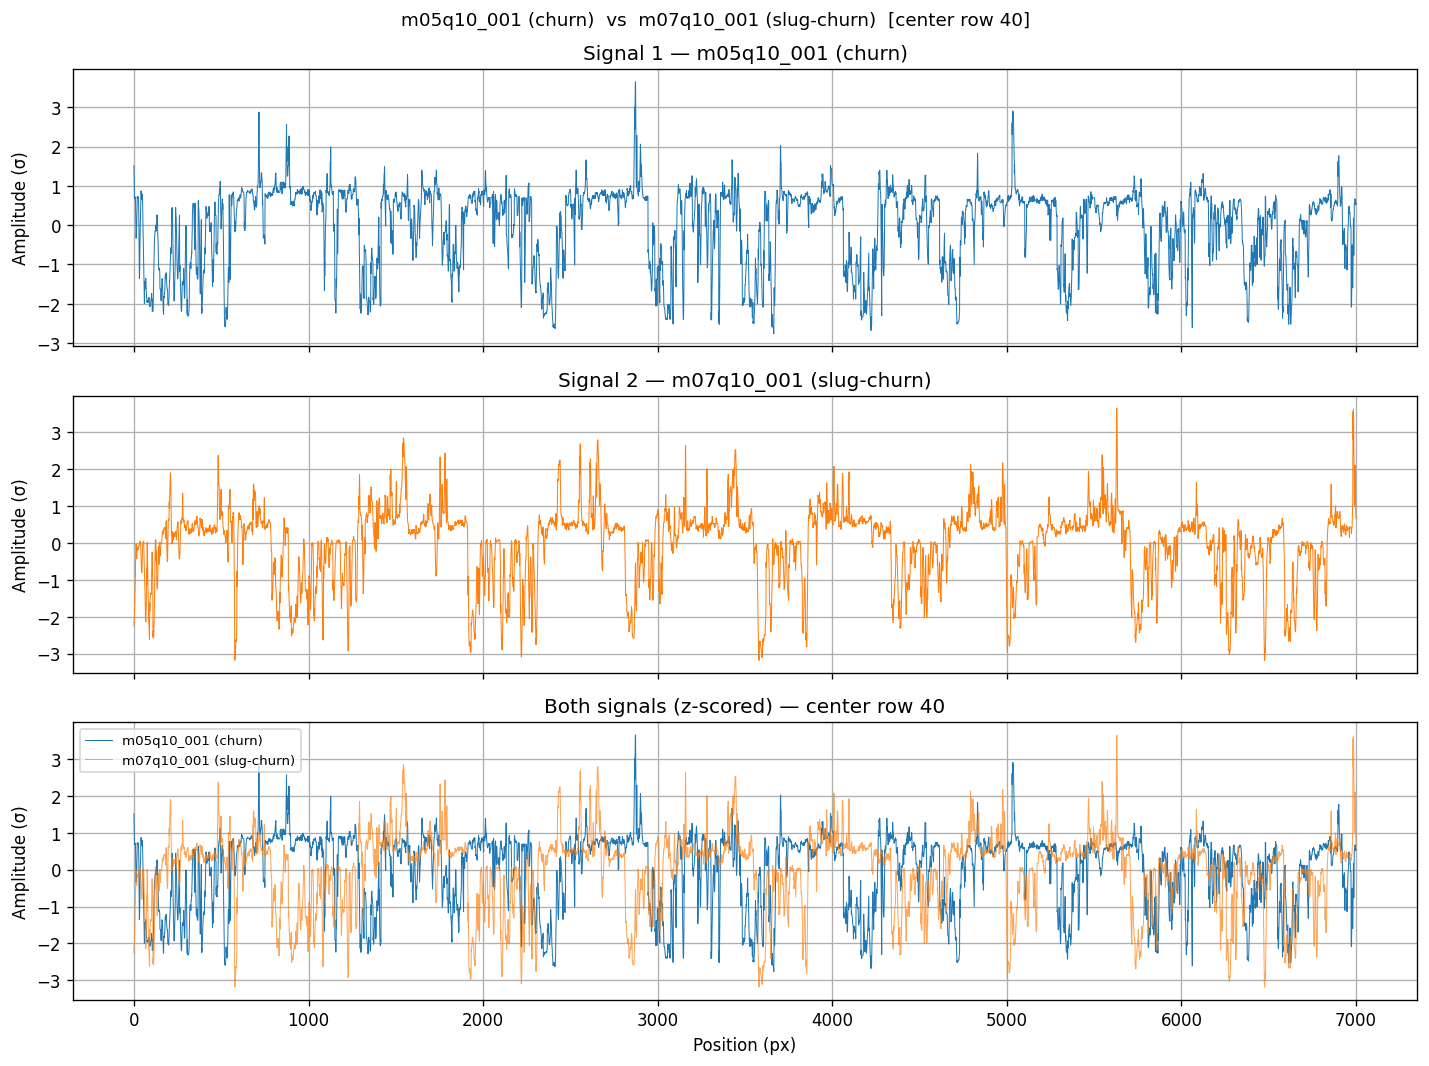 m05q10_001 (churn)  vs  m07q10_001 (slug-churn)  [center row 40]
Signal 1 — m05q10_001 (churn)
Amplitude (σ)
3
2
1
0
−1
−2
−3
Signal 2 — m07q10_001 (slug-churn)
Amplitude (σ)
3
2
1
0
−1
−2
−3
Both signals (z-scored) — center row 40
m05q10_001 (churn)
m07q10_001 (slug-churn)
Amplitude (σ)
3
2
1
0
−1
−2
−3
0 1000 2000 3000 4000 5000 6000 7000
Position (px)